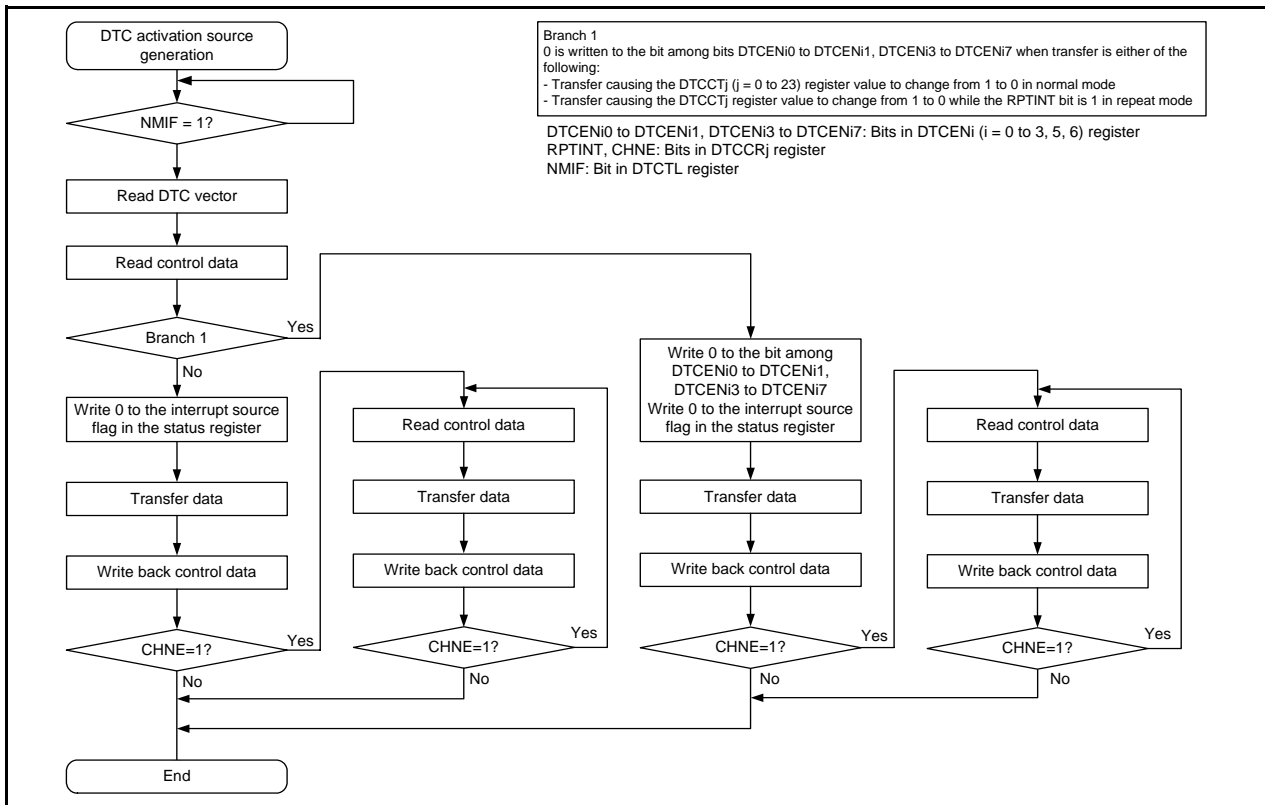 DTC activation source
generation
NMIF = 1?
Read DTC vector
Read control data
Branch 1
Yes
No
Write 0 to the interrupt source
flag in the status register
Transfer data
Write back control data
CHNE=1?
Yes
No
End
Read control data
Transfer data
Write back control data
CHNE=1?
Yes
No
Write 0 to the bit among
DTCENi0 to DTCENi1,
DTCENi3 to DTCENi7
Write 0 to the interrupt source
flag in the status register
Transfer data
Write back control data
CHNE=1?
Yes
No
Read control data
Transfer data
Write back control data
CHNE=1?
Yes
No
Branch 1
0 is written to the bit among bits DTCENi0 to DTCENi1, DTCENi3 to DTCENi7 when transfer is either of the
following:
- Transfer causing the DTCCTj (j = 0 to 23) register value to change from 1 to 0 in normal mode
- Transfer causing the DTCCTj register value to change from 1 to 0 while the RPTINT bit is 1 in repeat mode
DTCENi0 to DTCENi1, DTCENi3 to DTCENi7: Bits in DTCENi (i = 0 to 3, 5, 6) register
RPTINT, CHNE: Bits in DTCCRj register
NMIF: Bit in DTCTL register